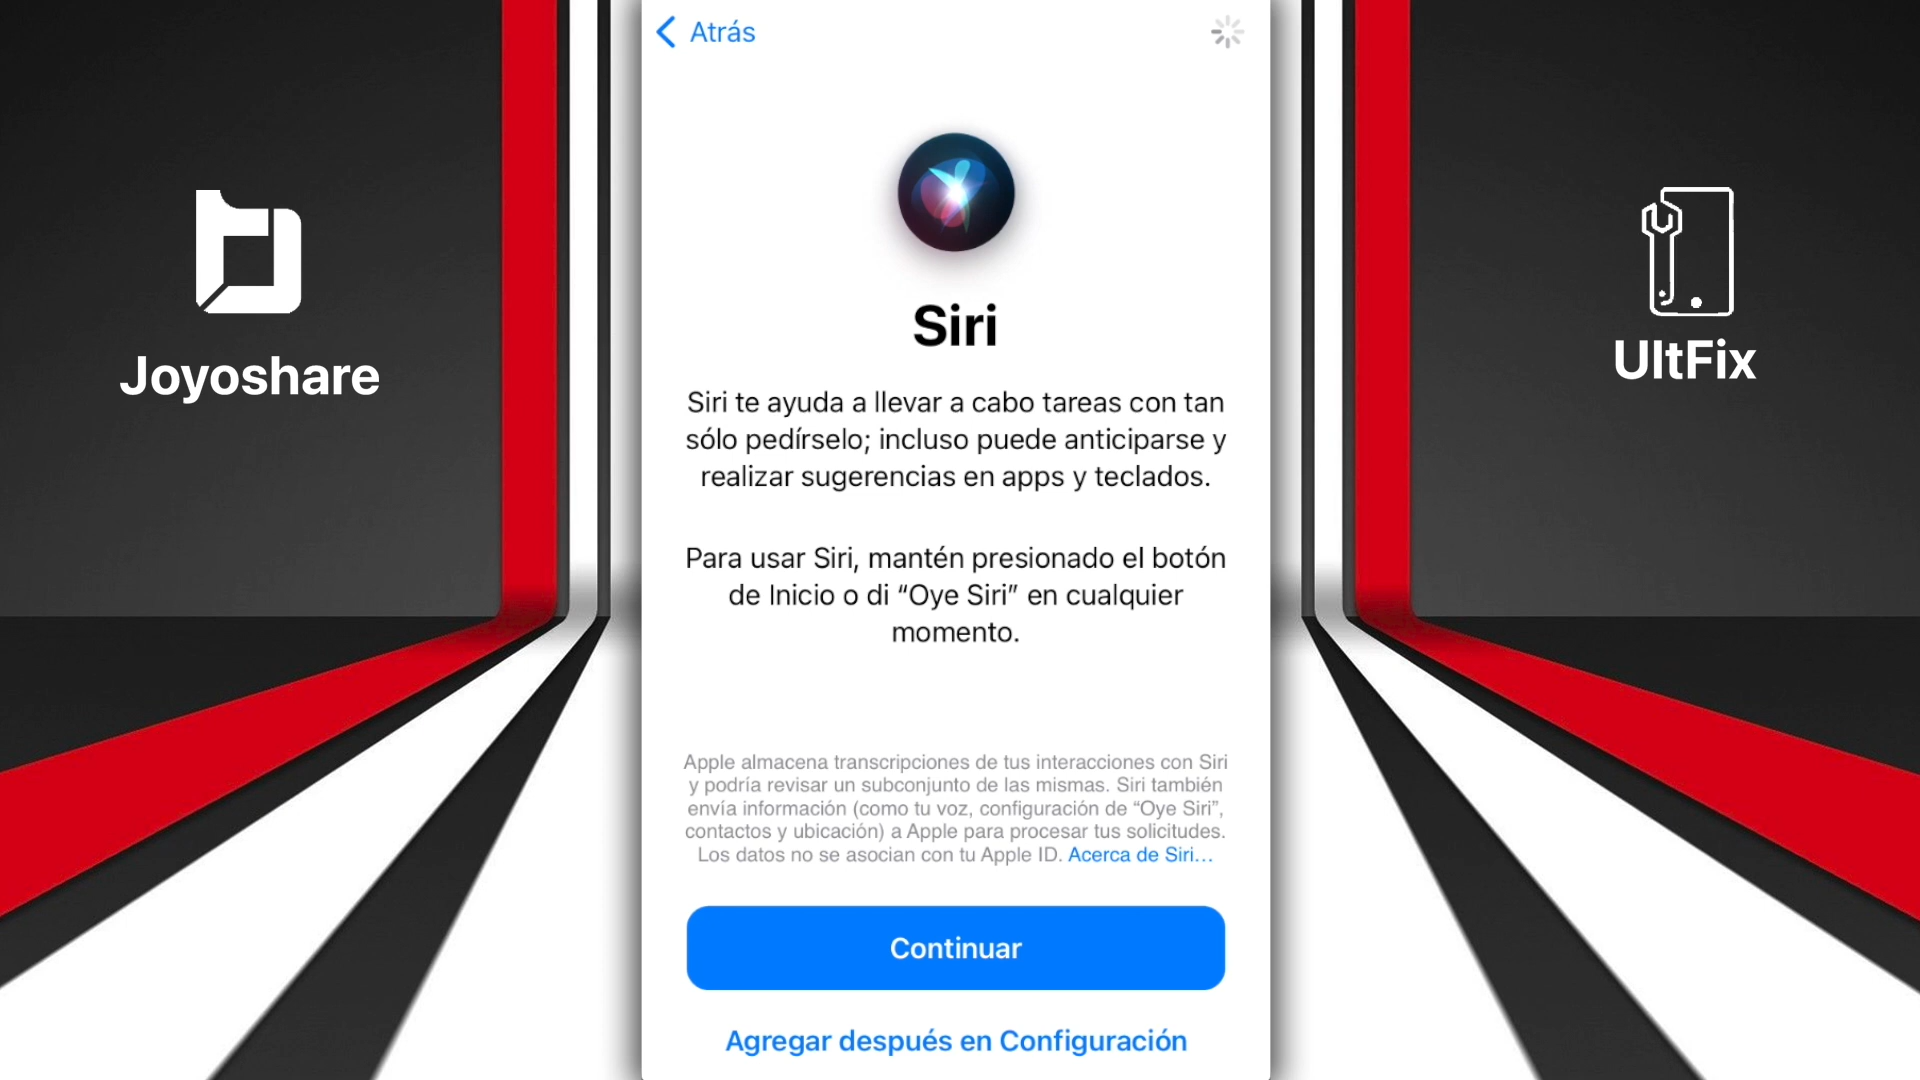 Atrás
Joyoshare
UltFix
Siri
Siri te ayuda a llevar a cabo tareas con tan
sólo pedírselo; incluso puede anticiparse y
realizar sugerencias en apps y teclados.
Para usar Siri, mantén presionado el botón
de Inicio o di “Oye Siri” en cualquier
momento.
Apple almacena transcripciones de tus interacciones con Siri
y podría revisar un subconjunto de las mismas. Siri también
envía información (como tu voz, configuración de “Oye Siri”,
contactos y ubicación) a Apple para procesar tus solicitudes.
Los datos no se asocian con tu Apple ID. Acerca de Siri...
Continuar
Agregar después en Configuración